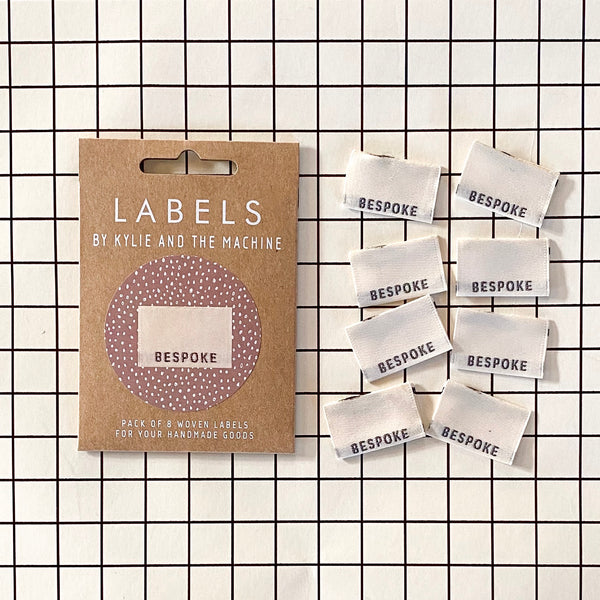 LABELS
BY KYLIE AND THE MACHINE
BESPOKE
PACK OF 8 WOVEN LABELS
FOR YOUR HANDMADE GOODS
BESPOKE
BESPOKE
BESPOKE
BESPOKE
BESPOKE
BESPOKE
BESPOKE
BESPOKE